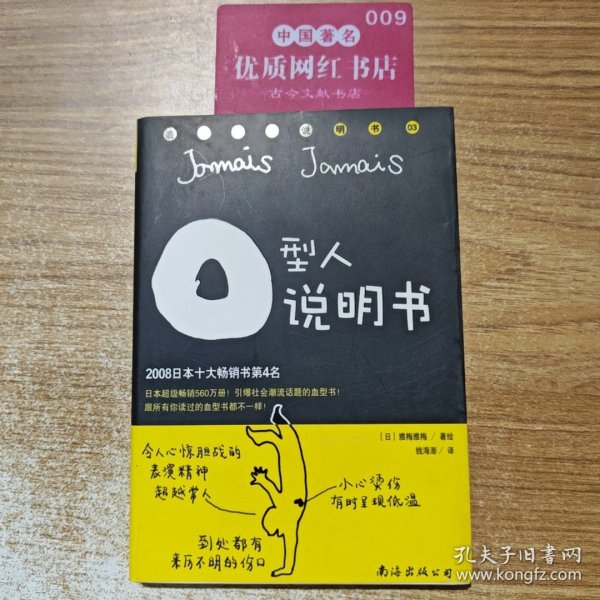 009
中国著名
优质网红书店
古今文献书店
说明书 03
Jamais Jamais
O型人
说明书
2008日本十大畅销书第4名
日本超级畅销560万册！引爆社会潮流话题的血型书！
跟所有你读过的血型书都不一样！
[日] 雅梅雅梅 / 著绘
钱海澎 / 译
令人心惊胆战的
表演精神
超越常人
小心烫伤
有时呈现低温
到处都有
来历不明的伤口
南海出版公司
孔夫子旧书网
www.kongfz.com